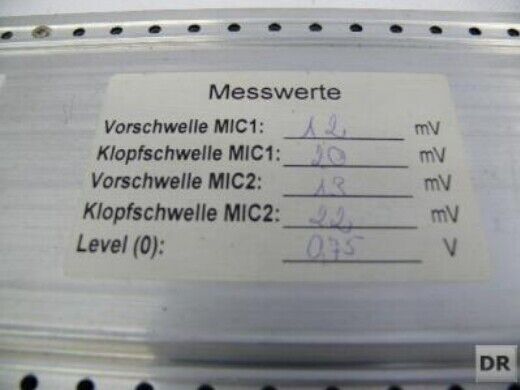 Messwerte
Vorschwelle MIC1: 12 mV
Klopfschwelle MIC1: 20 mV
Vorschwelle MIC2: 13 mV
Klopfschwelle MIC2: 22 mV
Level (0): 0,75 V
DR